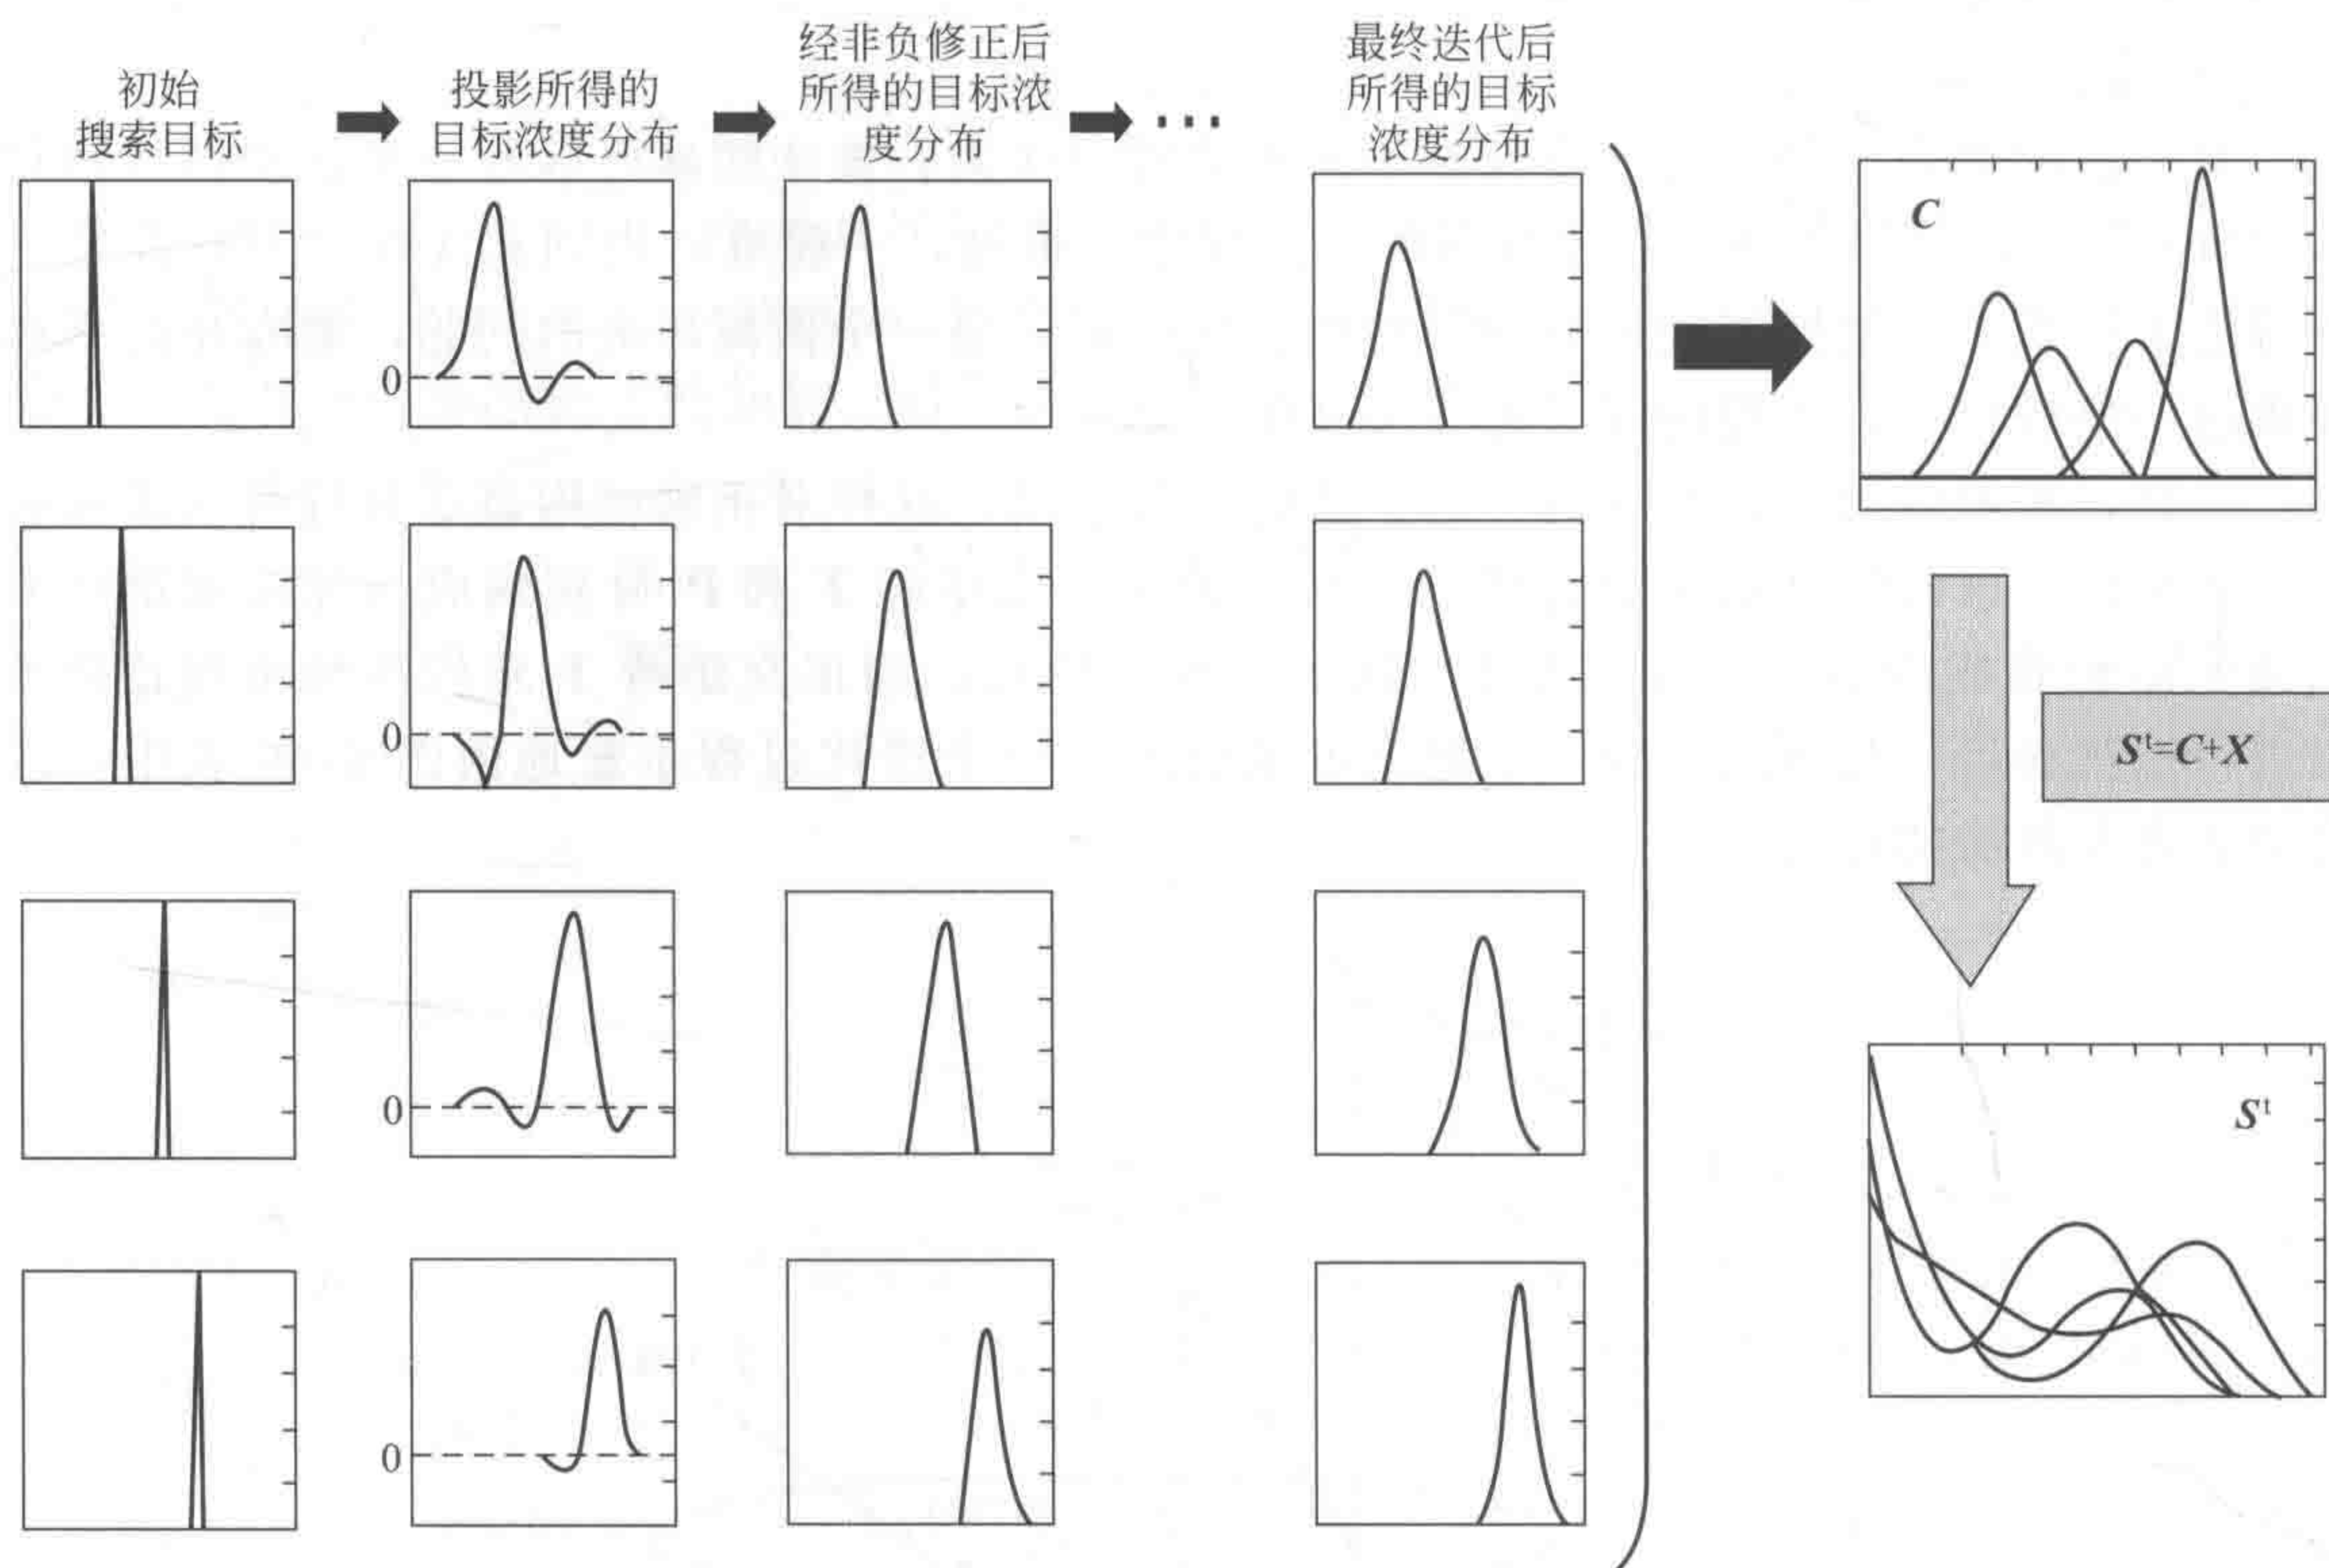 初始
搜索目标
投影所得的
目标浓度分布
经非负修正后
所得的目标浓
度分布
...
最终迭代后
所得的目标
浓度分布
0
0
0
0
C
Sᵗ=C+X
Sᵗ